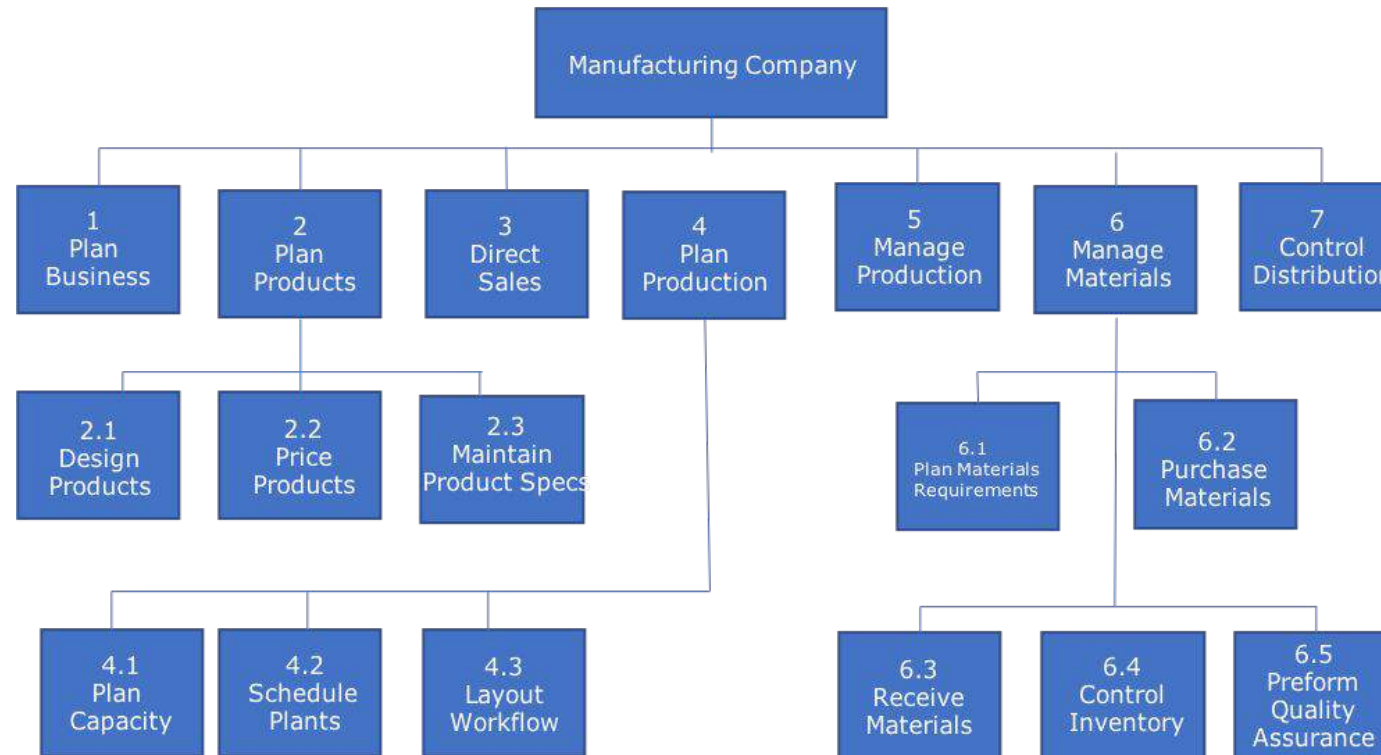 Manufacturing Company
1
Plan
Business
2
Plan
Products
3
Direct
Sales
4
Plan
Production
5
Manage
Production
6
Manage
Materials
7
Control
Distribution
2.1
Design
Products
2.2
Price
Products
2.3
Maintain
Product Specs
6.1
Plan Materials
Requirements
6.2
Purchase
Materials
4.1
Plan
Capacity
4.2
Schedule
Plants
4.3
Layout
Workflow
6.3
Receive
Materials
6.4
Control
Inventory
6.5
Preform
Quality
Assurance